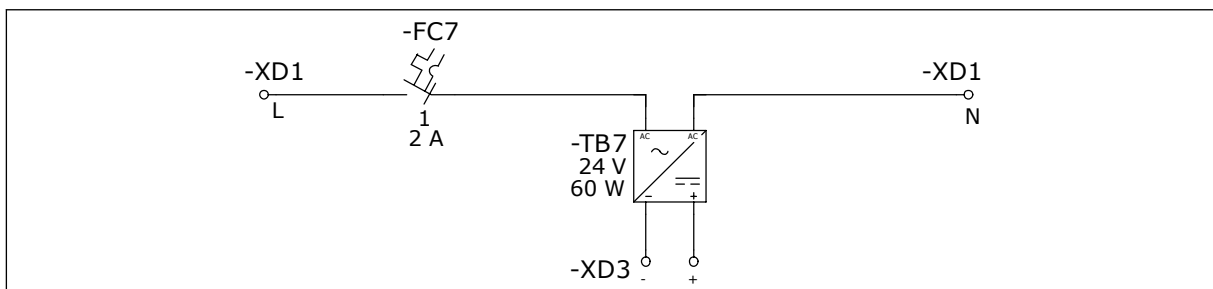 -FC7
-XD1
-XD1
L
1
2 A
N
-TB7
24 V
60 W
AC AC
- +
-XD3
- +